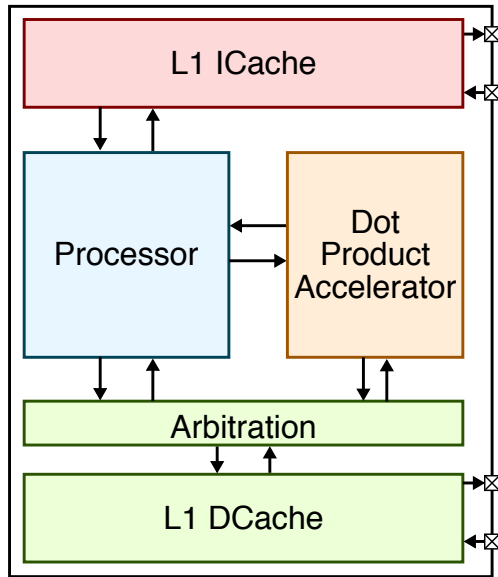 L1 ICache
Processor
Dot
Product
Accelerator
Arbitration
L1 DCache